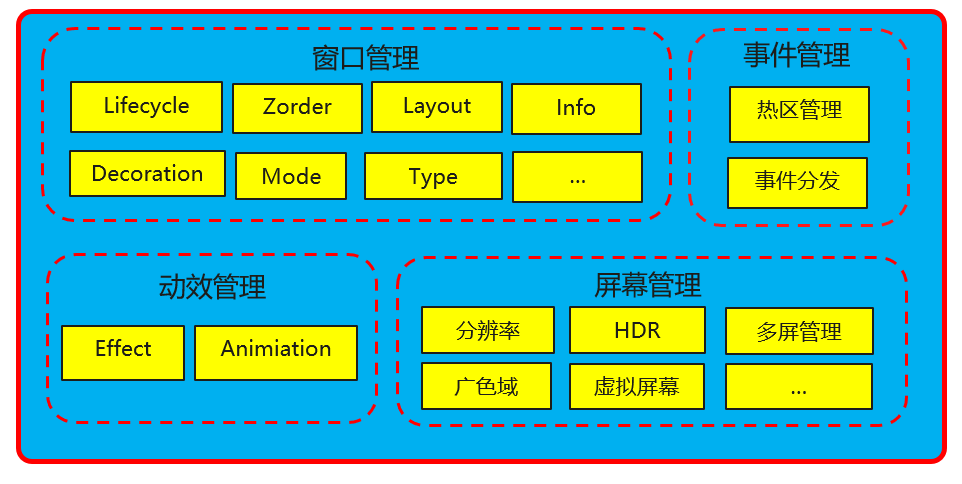 窗口管理
Lifecycle
Zorder
Layout
Info
Decoration
Mode
Type
...
事件管理
热区管理
事件分发
动效管理
Effect
Animiation
屏幕管理
分辨率
HDR
多屏管理
广色域
虚拟屏幕
...